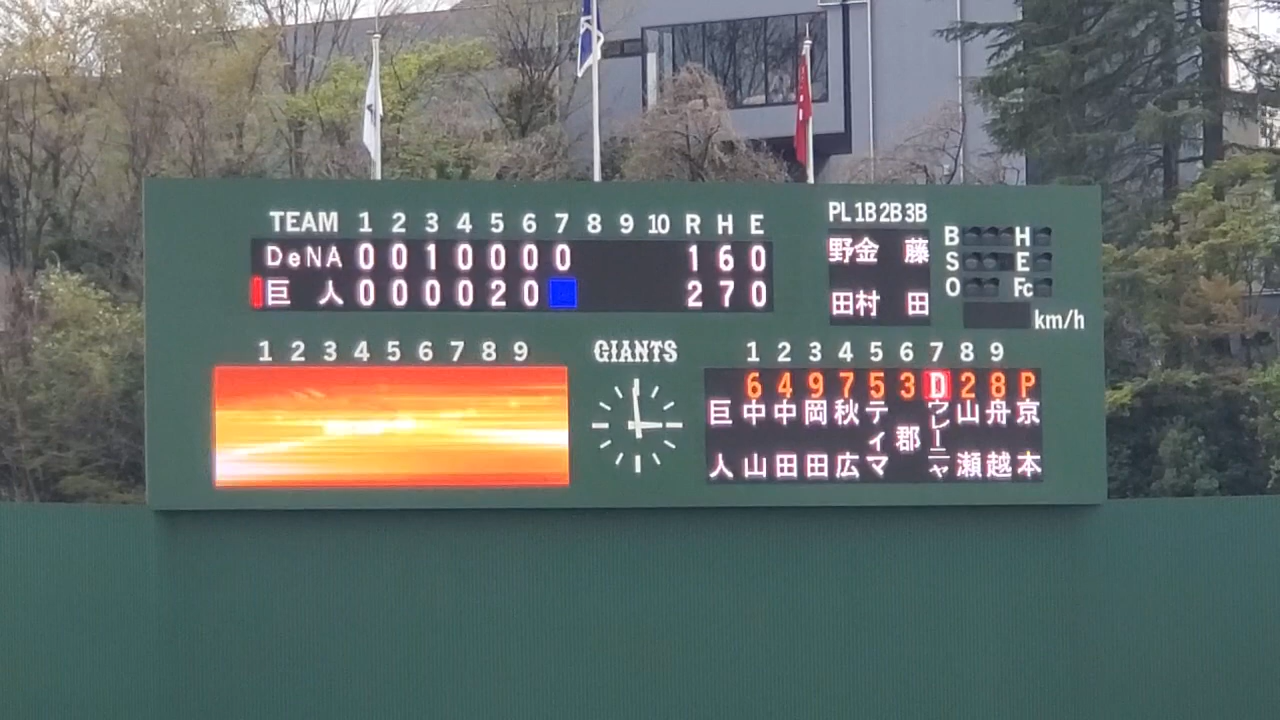 TEAM 1 2 3 4 5 6 7 8 9 10 R H E
DeNA 0 0 1 0 0 0 0 1 6 0
巨人 0 0 0 0 2 0 2 7 0
PL 1B 2B 3B
野田 金村 藤田
B H
S E
O Fc
km/h
1 2 3 4 5 6 7 8 9
GIANTS
1 2 3 4 5 6 7 8 9
6 4 9 7 5 3 D 2 8 P
巨人 中山 中田 岡田 秋広 ティマ 郡 ウレーニャ 山瀬 舟越 京本